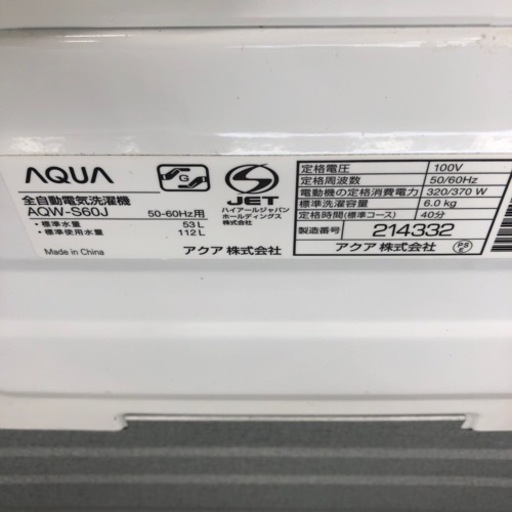 AQUA
G
S
JET
全自動電気洗濯機
AQW-S60J 50-60Hz用
・標準水量 53L
・標準使用水量 112L
Made in China
アクア株式会社
ハイアールジャパン
ホールディングス
株式会社
定格電圧 100V
定格周波数 50/60Hz
電動機の定格消費電力 320/370 W
標準洗濯容量 6.0 kg
定格時間(標準コース) 40分
製造番号 214332
アクア 株式会社
PS
E